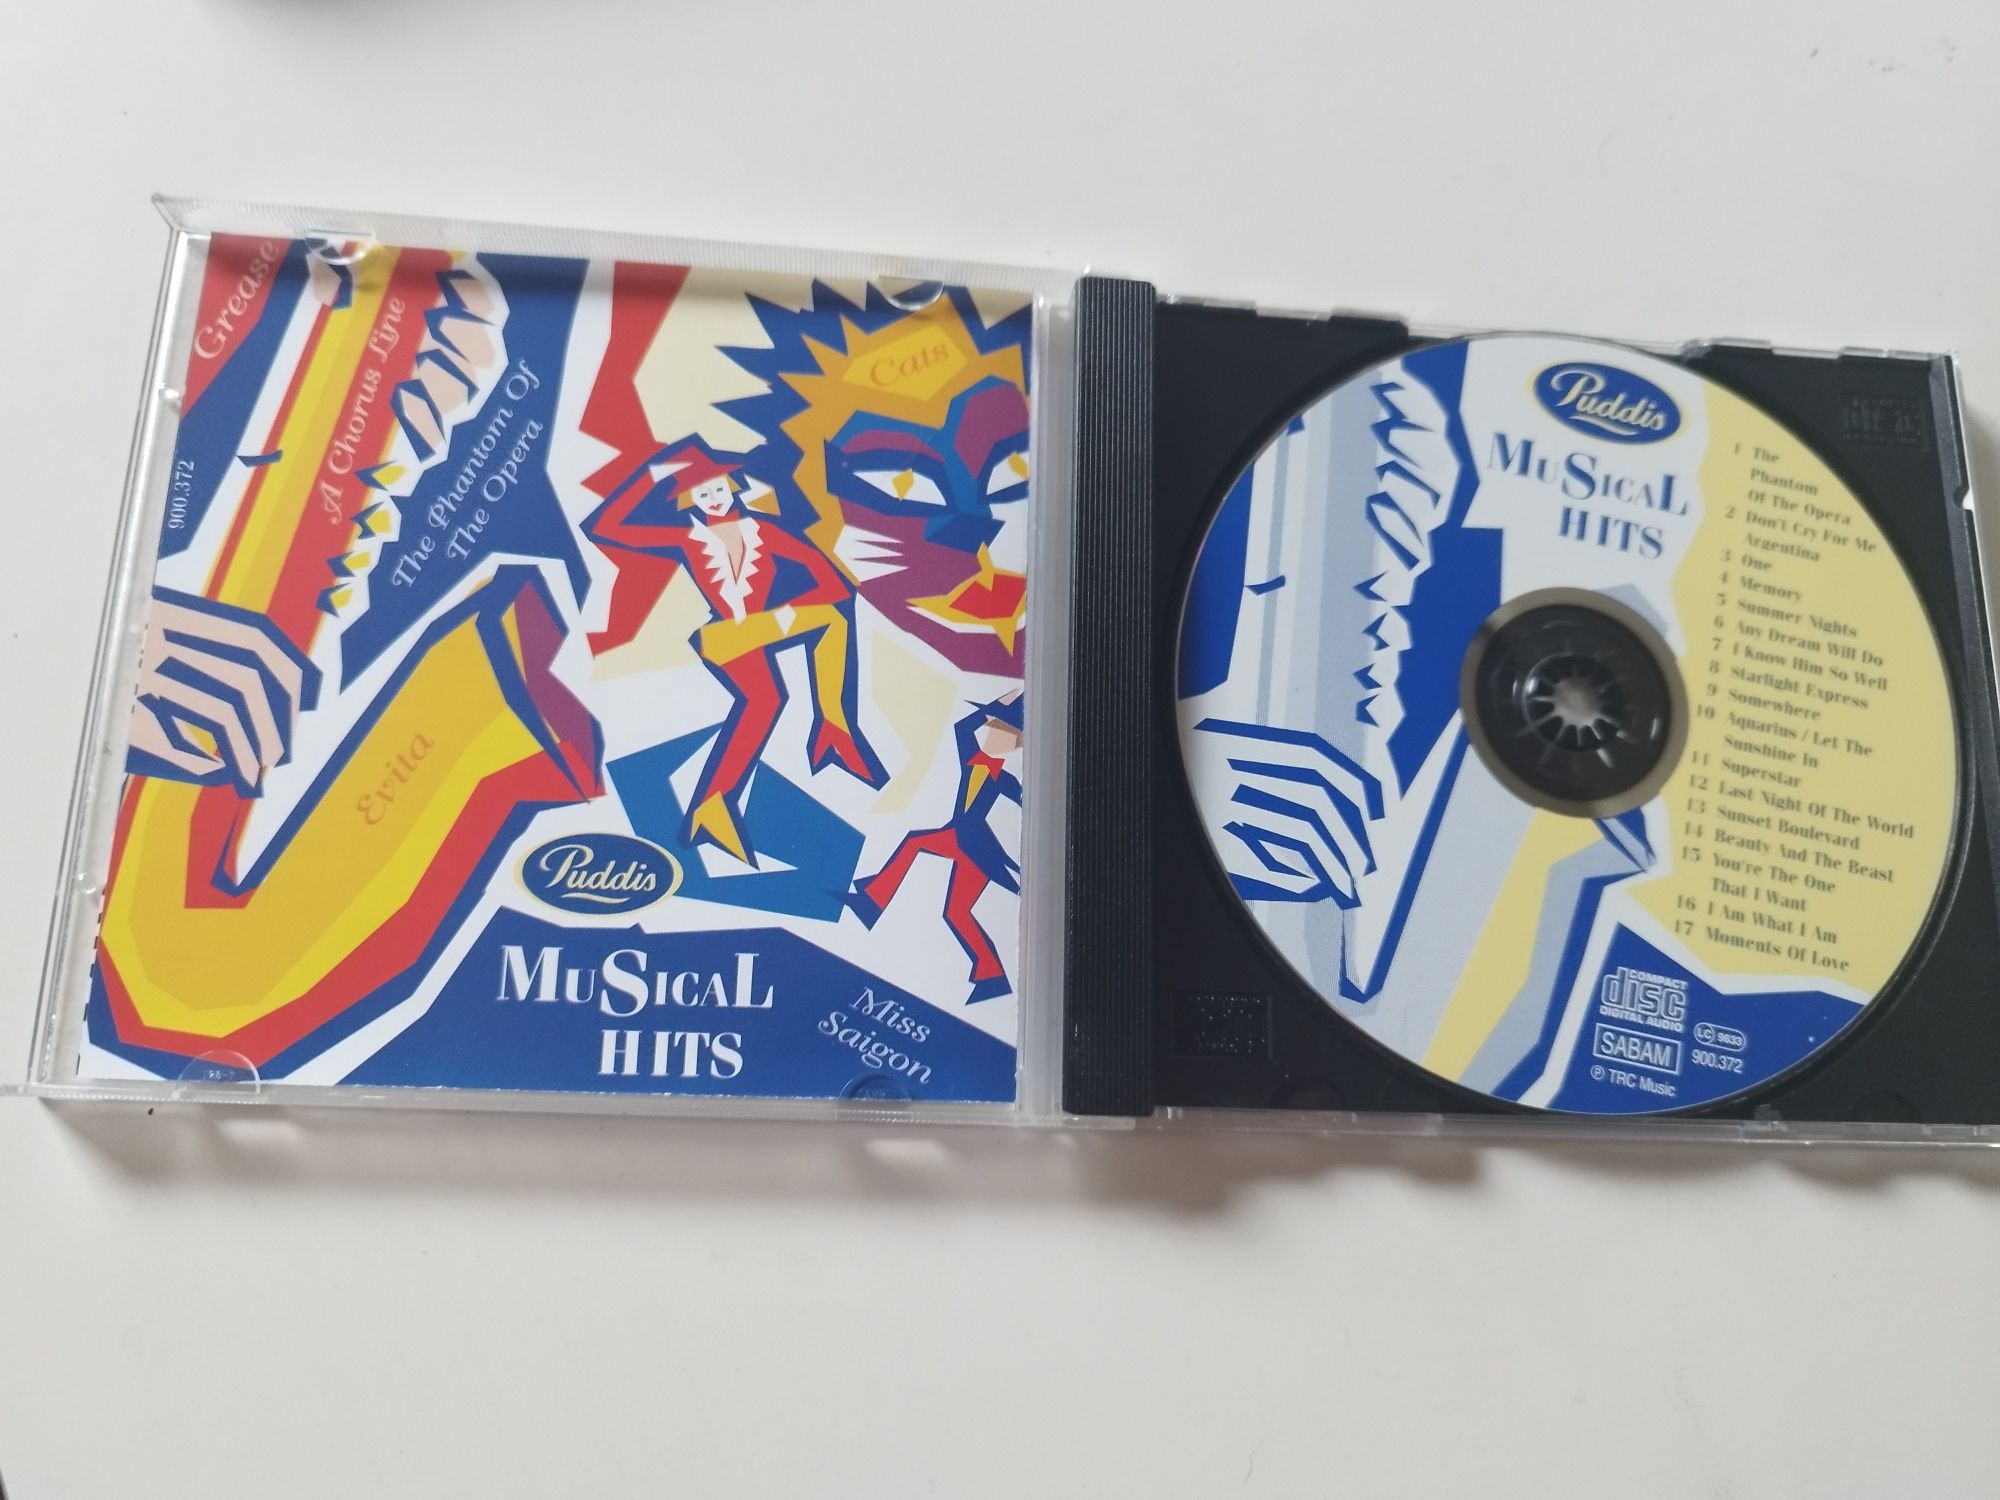 Grease
A Chorus Line
The Phantom Of
The Opera
Cats
900.372
Evita
Puddis
MuSicaL
HITS
Miss
Saigon
Puddis
MuSicaL
HITS
1 The
Phantom
Of The Opera
2 Don't Cry For Me
Argentina
3 One
4 Memory
5 Summer Nights
6 Any Dream Will Do
7 I Know Him So Well
8 Starlight Express
9 Somewhere
10 Aquarius / Let The
Sunshine In
11 Superstar
12 Last Night Of The World
13 Sunset Boulevard
14 Beauty And The Beast
15 You're The One
That I Want
16 I Am What I Am
17 Moments Of Love
COMPACT
disc
DIGITAL AUDIO
LC 9633
SABAM
900.372
℗ TRC Music